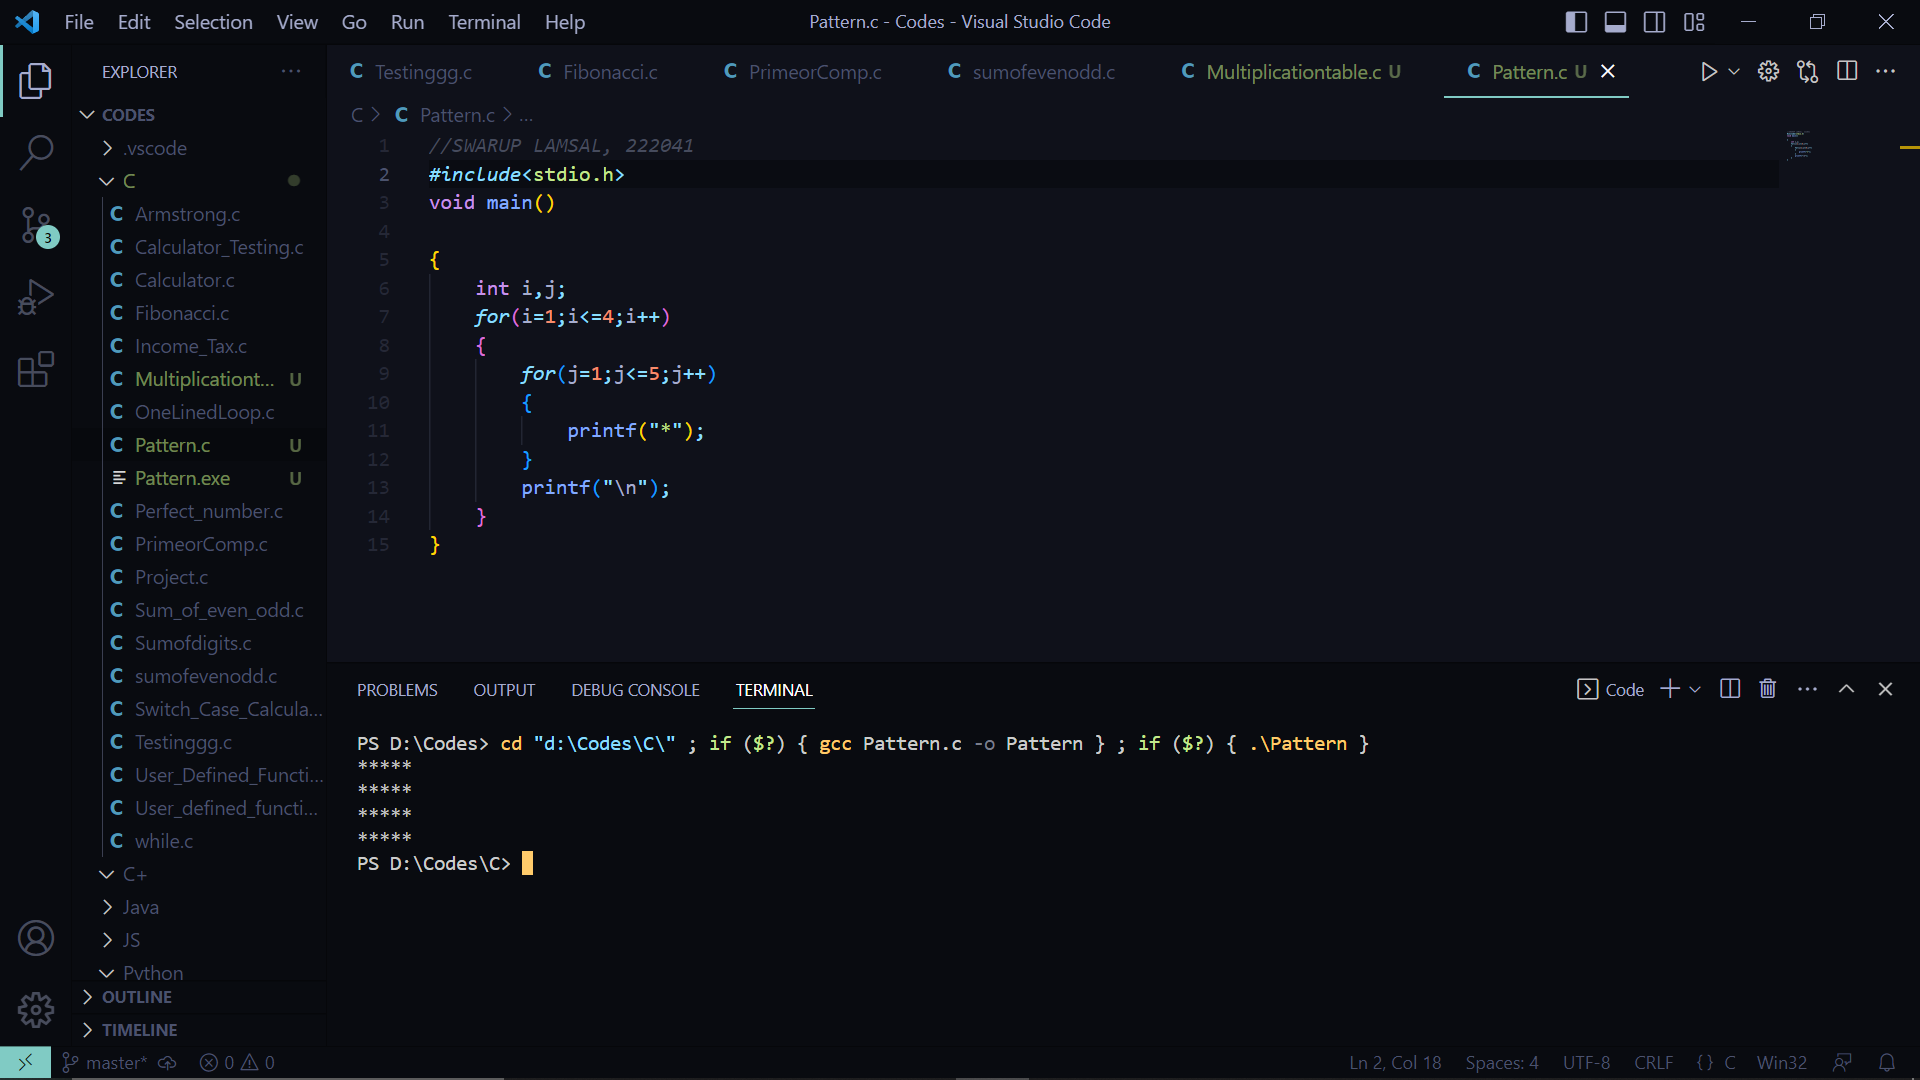 File Edit Selection View Go Run Terminal Help
Pattern.c - Codes - Visual Studio Code
EXPLORER
CODES
.vscode
C
Armstrong.c
Calculator_Testing.c
Calculator.c
Fibonacci.c
Income_Tax.c
Multiplicationt... U
OneLinedLoop.c
Pattern.c U
Pattern.exe U
Perfect_number.c
PrimeorComp.c
Project.c
Sum_of_even_odd.c
Sumofdigits.c
sumofevenodd.c
Switch_Case_Calcula...
Testinggg.c
User_Defined_Functi...
User_defined_functi...
while.c
C+
Java
JS
Python
OUTLINE
TIMELINE
3
C Testinggg.c C Fibonacci.c C PrimeorComp.c C sumofevenodd.c C Multiplicationtable.c U C Pattern.c U
C > C Pattern.c > ...
1 //SWARUP LAMSAL, 222041
2 #include<stdio.h>
3 void main()
4
5 {
6 int i,j;
7 for(i=1;i<=4;i++)
8 {
9 for(j=1;j<=5;j++)
10 {
11 printf("*");
12 }
13 printf("\n");
14 }
15 }
PROBLEMS OUTPUT DEBUG CONSOLE TERMINAL
Code
PS D:\Codes> cd "d:\Codes\C\" ; if ($?) { gcc Pattern.c -o Pattern } ; if ($?) { .\Pattern }
*****
*****
*****
*****
PS D:\Codes\C>
master* 0 0
Ln 2, Col 18 Spaces: 4 UTF-8 CRLF {} C Win32